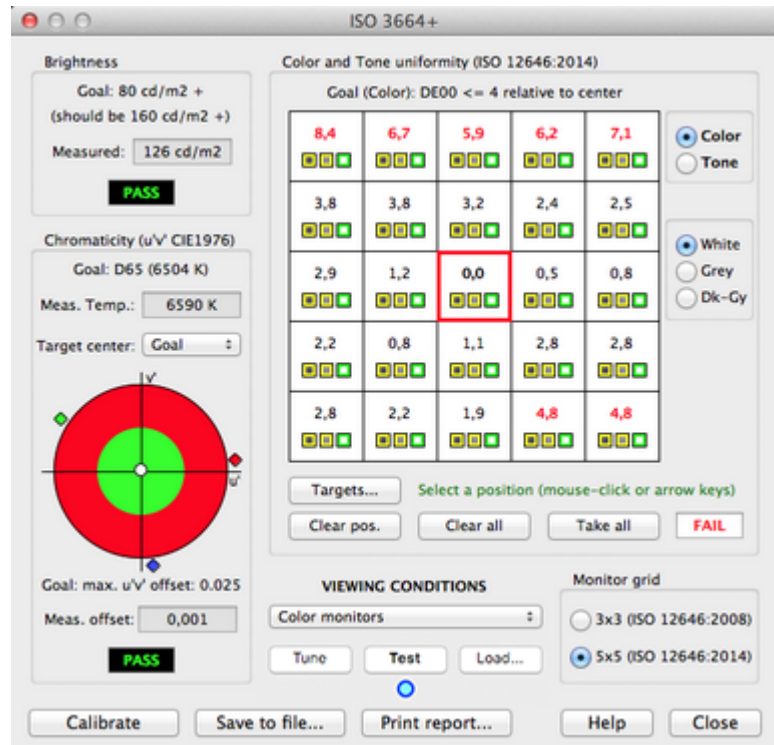 ISO 3664+
Brightness
Goal: 80 cd/m2 +
(should be 160 cd/m2 +)
Measured: 126 cd/m2
PASS
Chromaticity (u'v' CIE1976)
Goal: D65 (6504 K)
Meas. Temp.: 6590 K
Target center: Goal
v'
u'
Goal: max. u'v' offset: 0.025
Meas. offset: 0,001
PASS
Color and Tone uniformity (ISO 12646:2014)
Goal (Color): DE00 <= 4 relative to center
8,4 6,7 5,9 6,2 7,1
3,8 3,8 3,2 2,4 2,5
2,9 1,2 0,0 0,5 0,8
2,2 0,8 1,1 2,8 2,8
2,8 2,2 1,9 4,8 4,8
Color
Tone
White
Grey
Dk-Gy
Targets... Select a position (mouse-click or arrow keys)
Clear pos. Clear all Take all FAIL
VIEWING CONDITIONS
Color monitors
Tune Test Load...
Monitor grid
3x3 (ISO 12646:2008)
5x5 (ISO 12646:2014)
Calibrate Save to file... Print report... Help Close